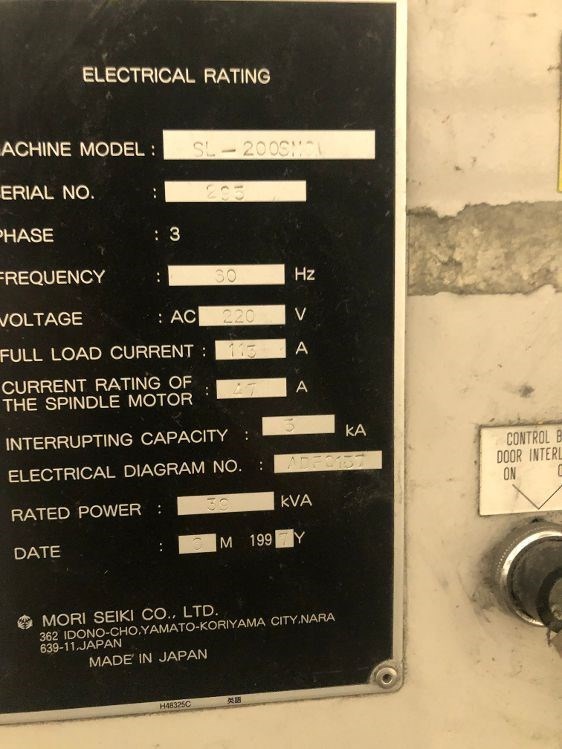 ELECTRICAL RATING
ACHINE MODEL : SL - 200SMC\
ERIAL NO. : 295
PHASE : 3
FREQUENCY : 60 Hz
VOLTAGE : AC 220 V
FULL LOAD CURRENT : 113 A
CURRENT RATING OF
THE SPINDLE MOTOR : 47 A
INTERRUPTING CAPACITY : 5 kA
ELECTRICAL DIAGRAM NO. :
RATED POWER : 39 kVA
DATE : M 1997Y
MORI SEIKI CO., LTD.
362 IDONO-CHO,YAMATO-KORIYAMA CITY,NARA
639-11,JAPAN
MADE IN JAPAN
H48325C 英語
CONTROL B
DOOR INTERL
ON O